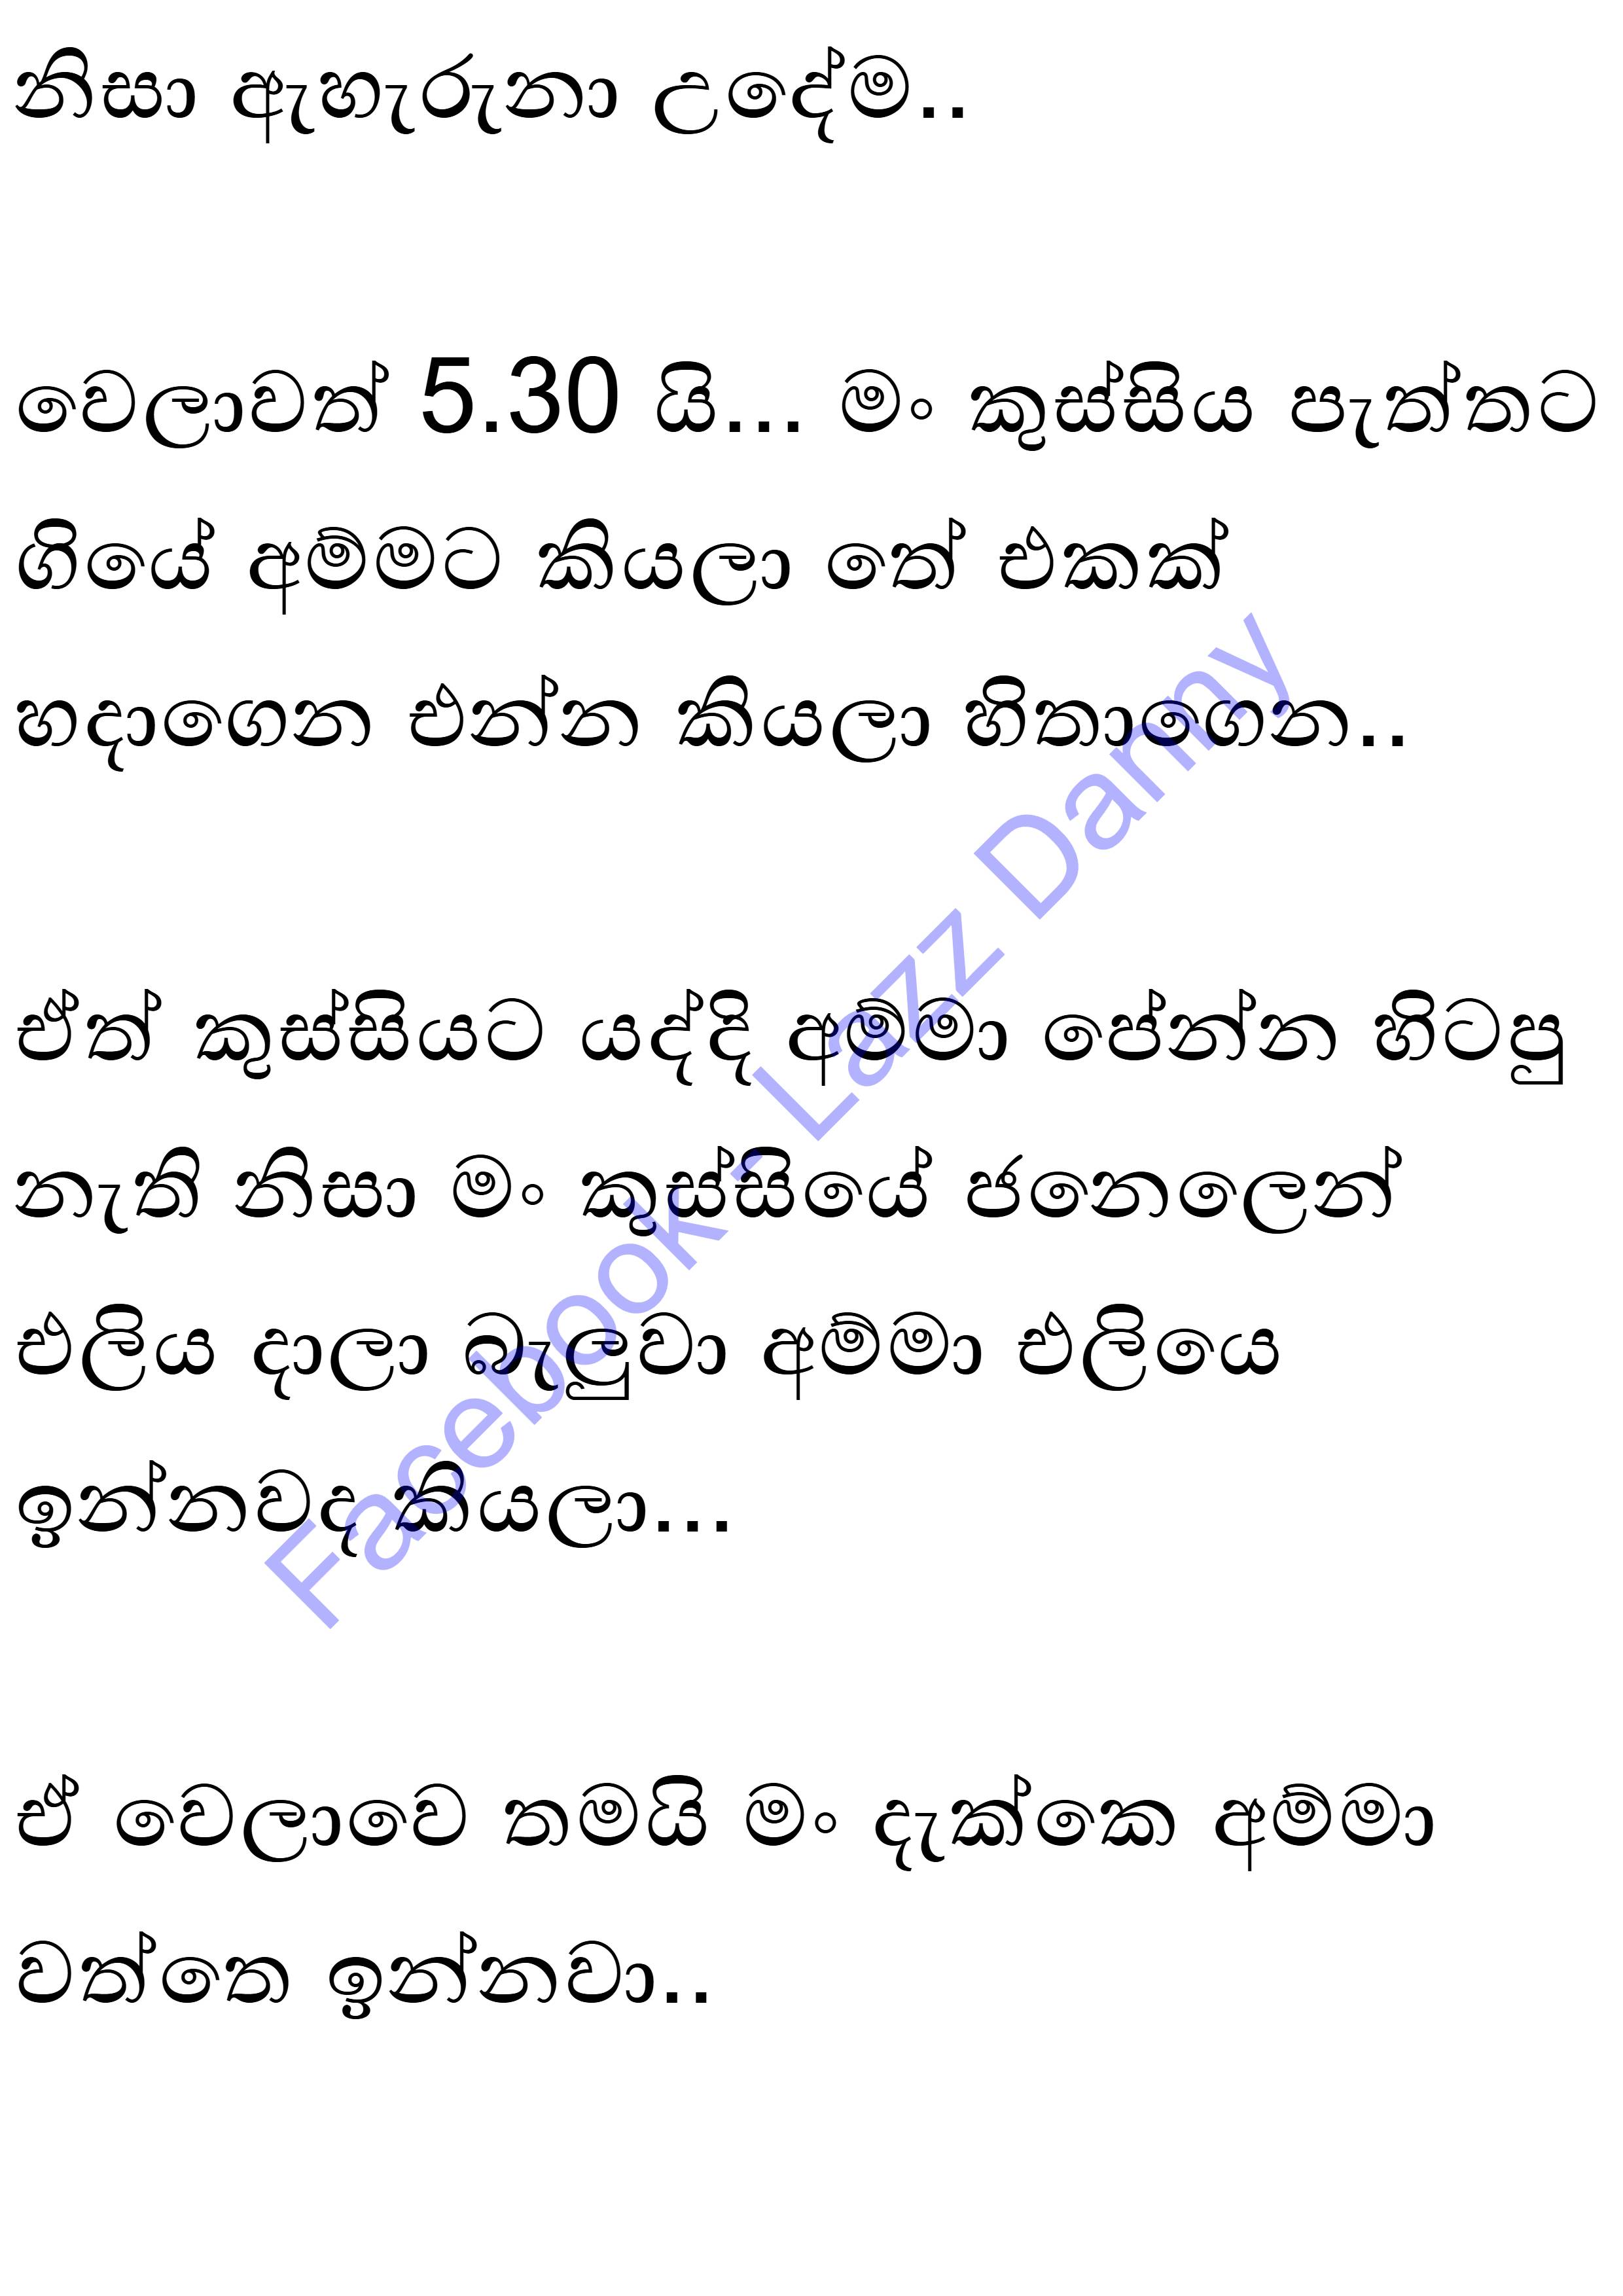 නිසා ඇහැරුනා උදේම..
වෙලාවත් 5.30 යි... මං කුස්සිය පැත්තට
ගියේ අම්මට කියලා තේ එකක්
හදාගෙන එන්න කියලා හිතාගෙන..
ඒත් කුස්සියට යද්දි අම්මා පේන්න හිටපු
නැති නිසා මං කුස්සියේ ජනෙලෙන්
එලිය දාලා බැලුවා අම්මා එලියෙ
ඉන්නවද කියලා...
ඒ වෙලාවෙ තමයි මං දැක්කෙ අම්මා
වත්තෙ ඉන්නවා..
Facebook - Lazz Danny